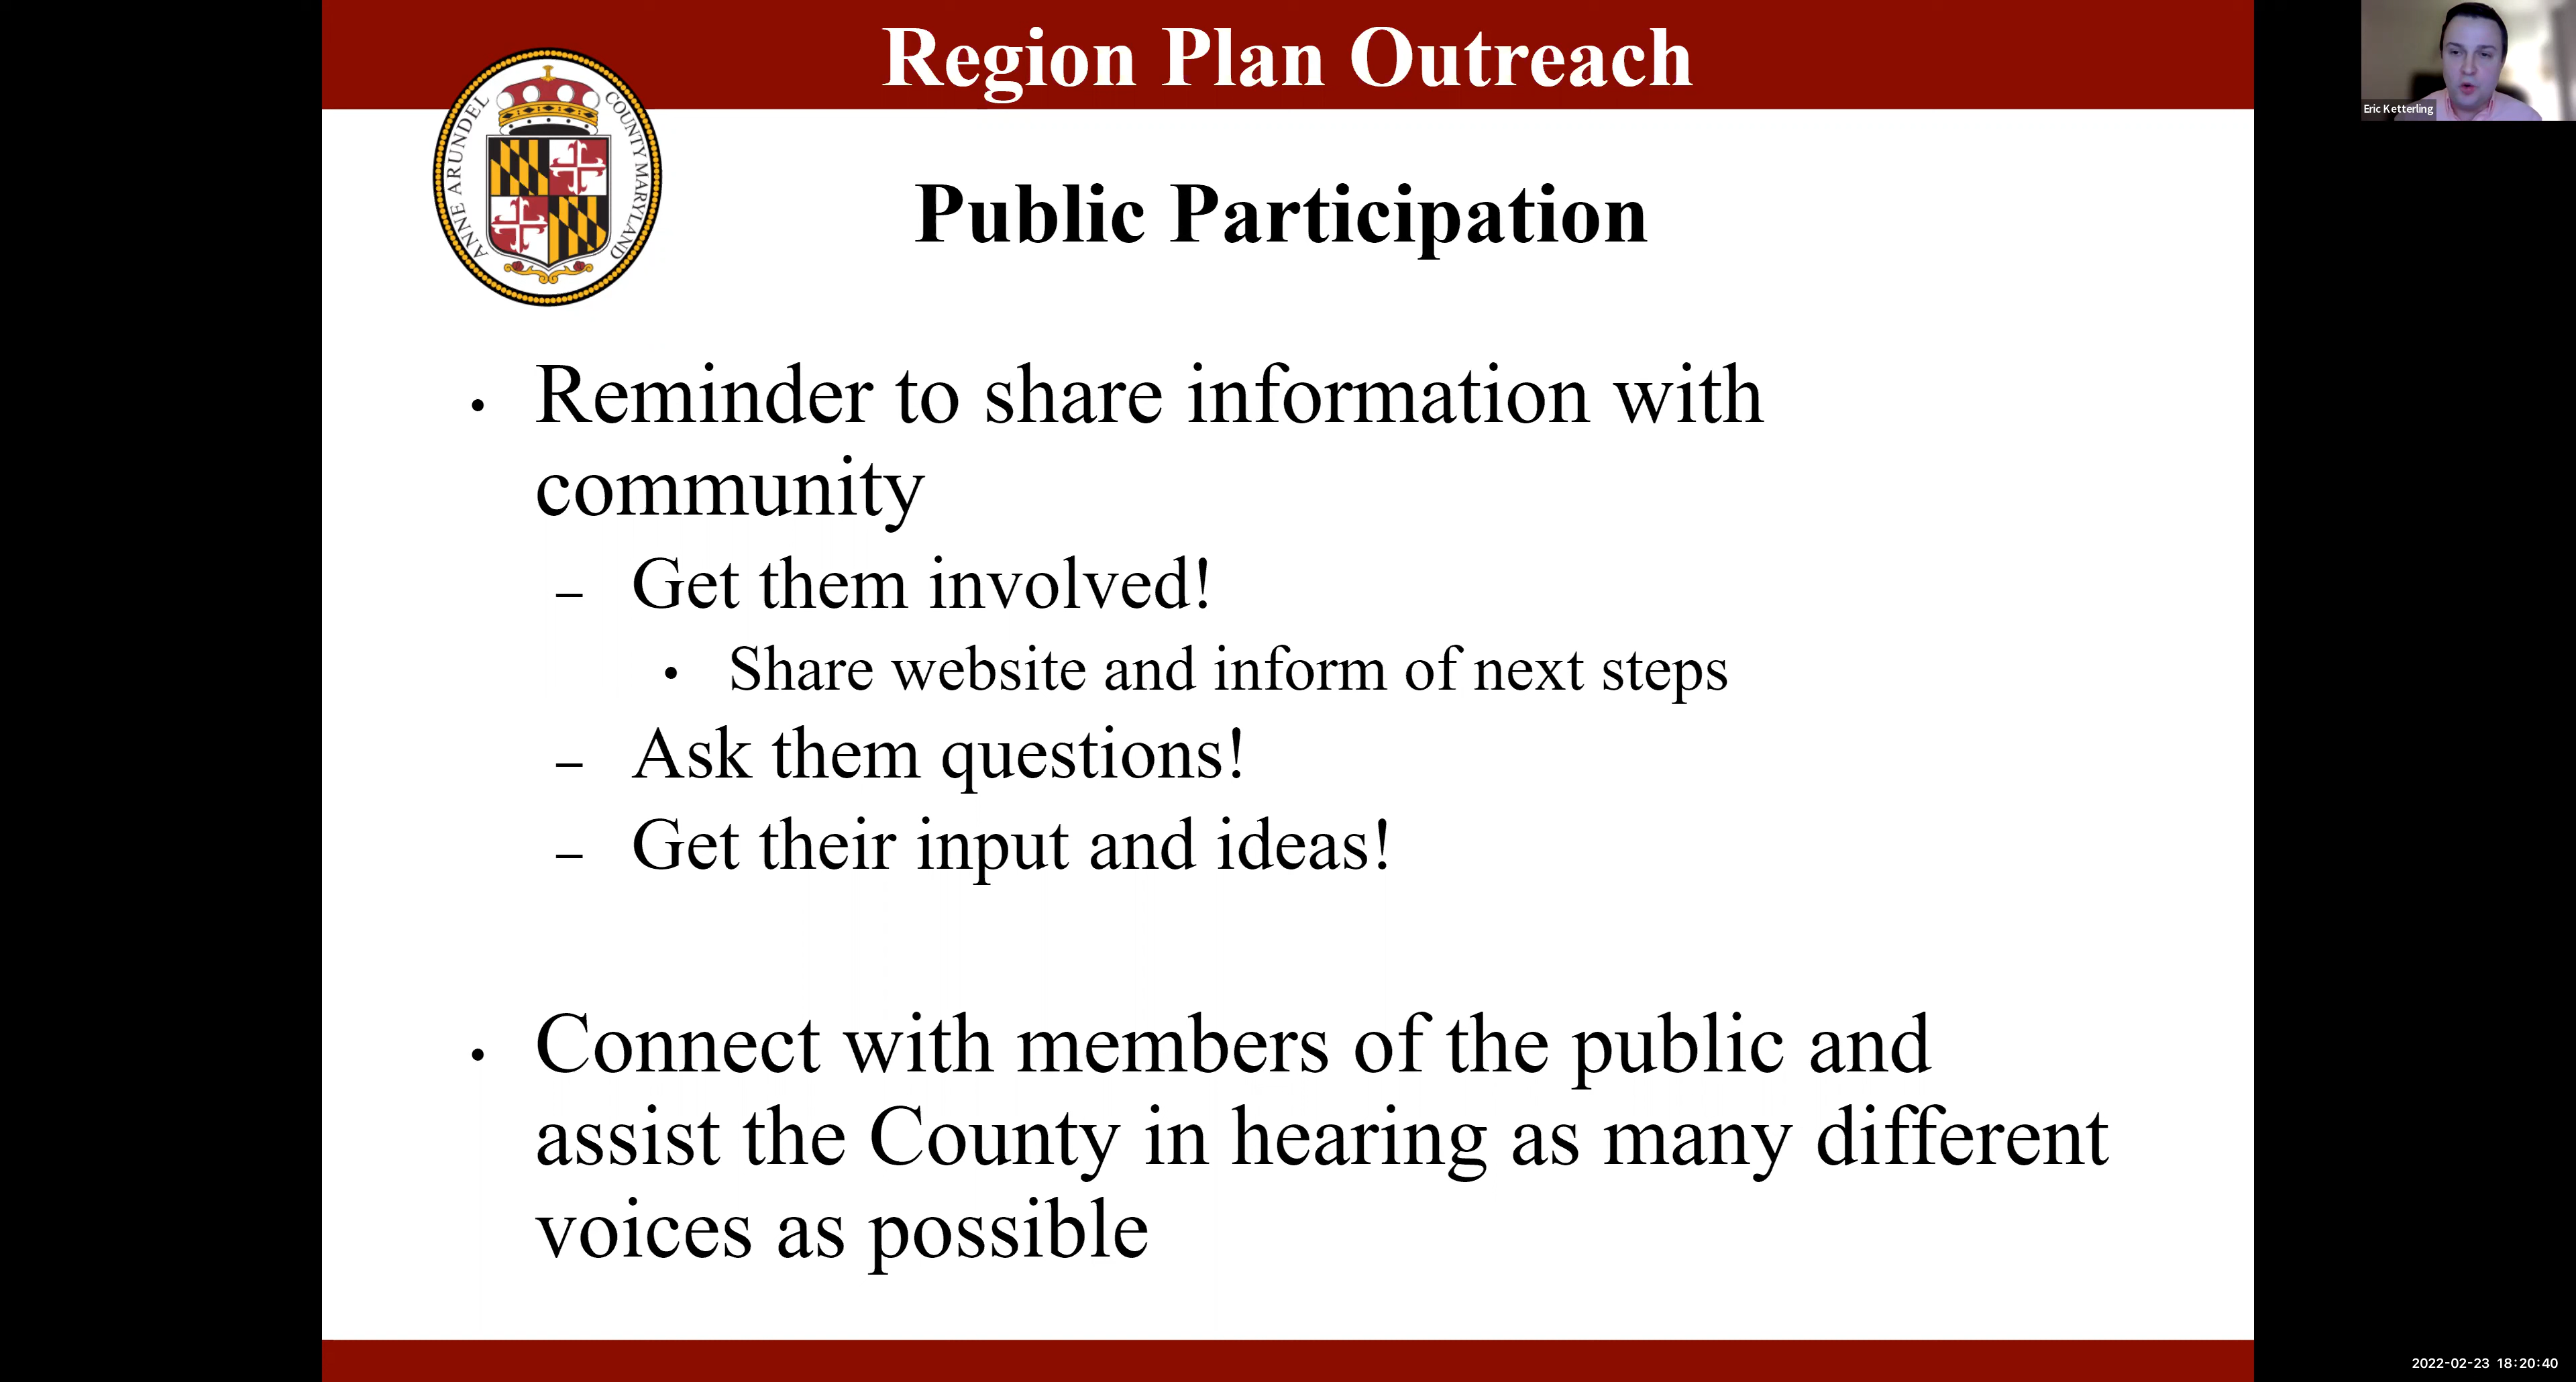 Region Plan Outreach
Eric Ketterling
ANNE ARUNDEL COUNTY MARYLAND
Public Participation
• Reminder to share information with
community
– Get them involved!
• Share website and inform of next steps
– Ask them questions!
– Get their input and ideas!
• Connect with members of the public and
assist the County in hearing as many different
voices as possible
2022-02-23 18:20:40